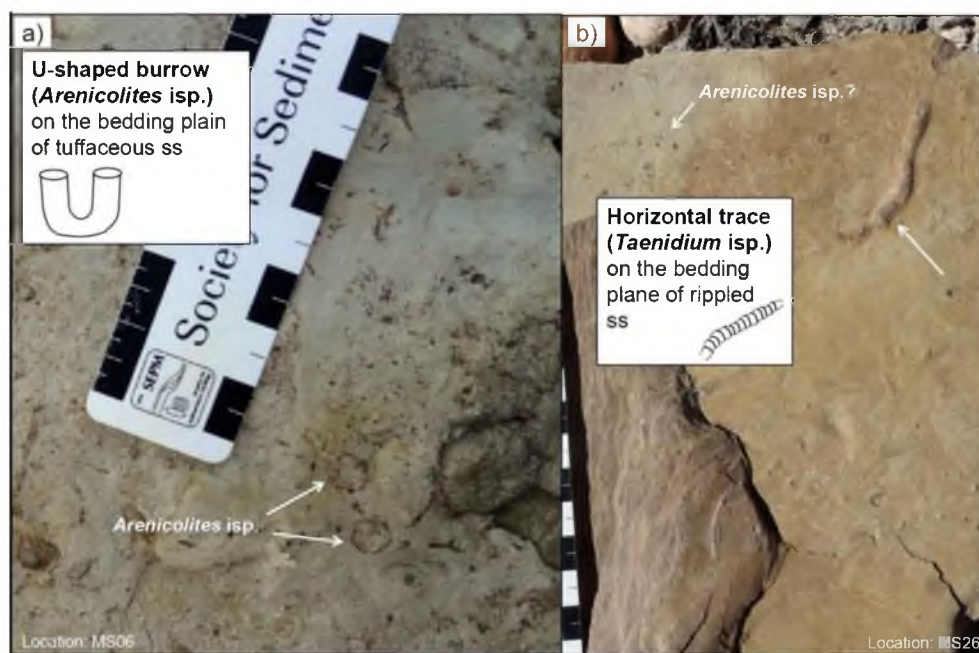 a)
U-shaped burrow
(Arenicolites isp.)
on the bedding plain
of tuffaceous ss
Society for Sedime
SEPM
Arenicolites isp.
Location: MS06
b)
Arenicolites isp.?
Horizontal trace
(Taenidium isp.)
on the bedding
plane of rippled
ss
Location: MS26